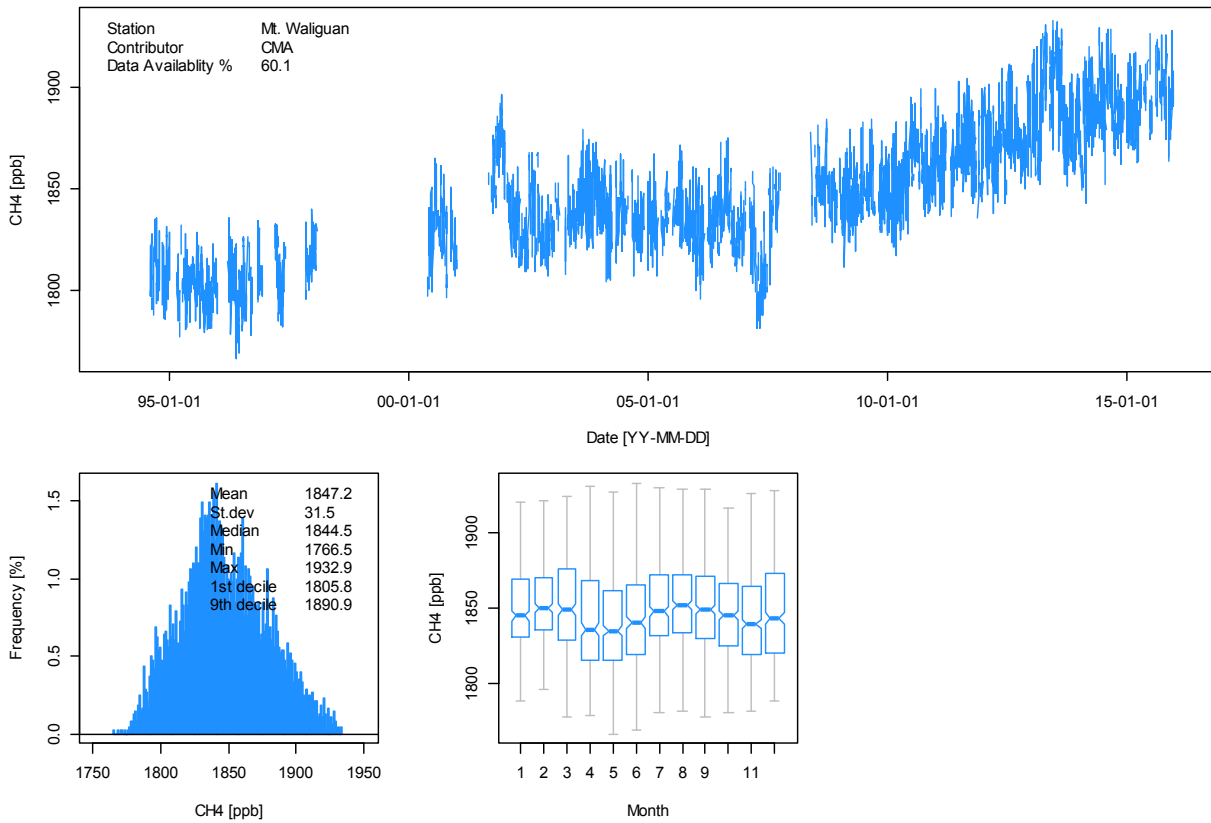 Station Mt. Waliguan
Contributor CMA
Data Availablity % 60.1
CH4 [ppb]
1900
1850
1800
95-01-01 00-01-01 05-01-01 10-01-01 15-01-01
Date [YY-MM-DD]
Mean 1847.2
St.dev 31.5
Median 1844.5
Min 1766.5
Max 1932.9
1st decile 1805.8
9th decile 1890.9
Frequency [%]
1.5
1.0
0.5
0.0
1750 1800 1850 1900 1950
CH4 [ppb]
CH4 [ppb]
1900
1850
1800
1 2 3 4 5 6 7 8 9 11
Month